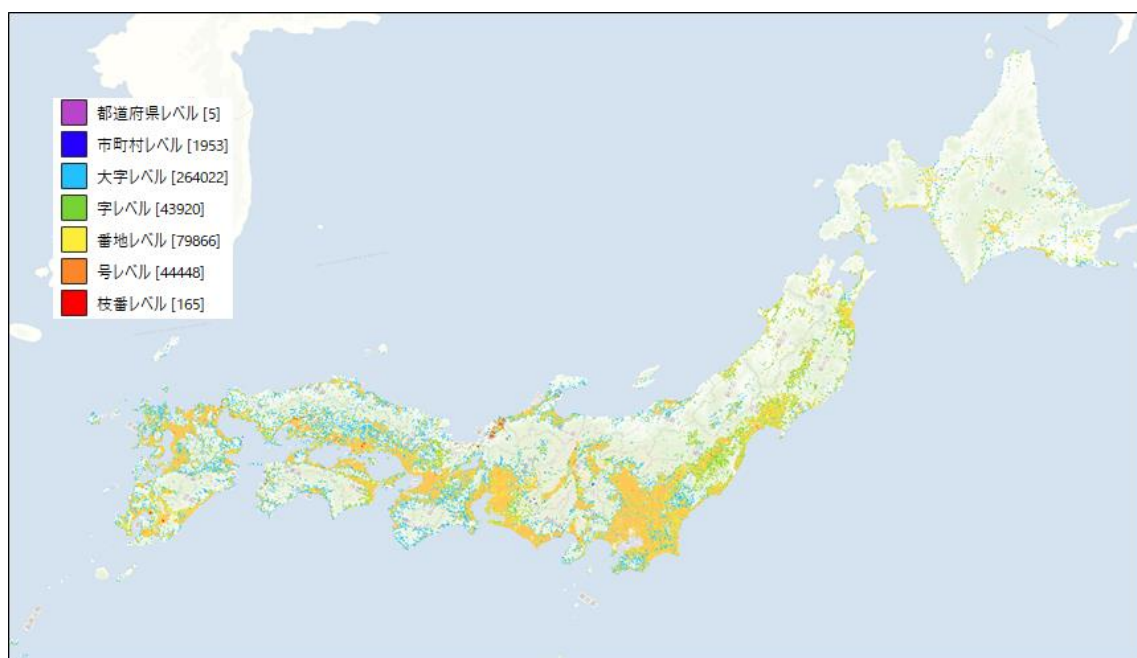 都道府県レベル [5]
市町村レベル [1953]
大字レベル [264022]
字レベル [43920]
番地レベル [79866]
号レベル [44448]
枝番レベル [165]